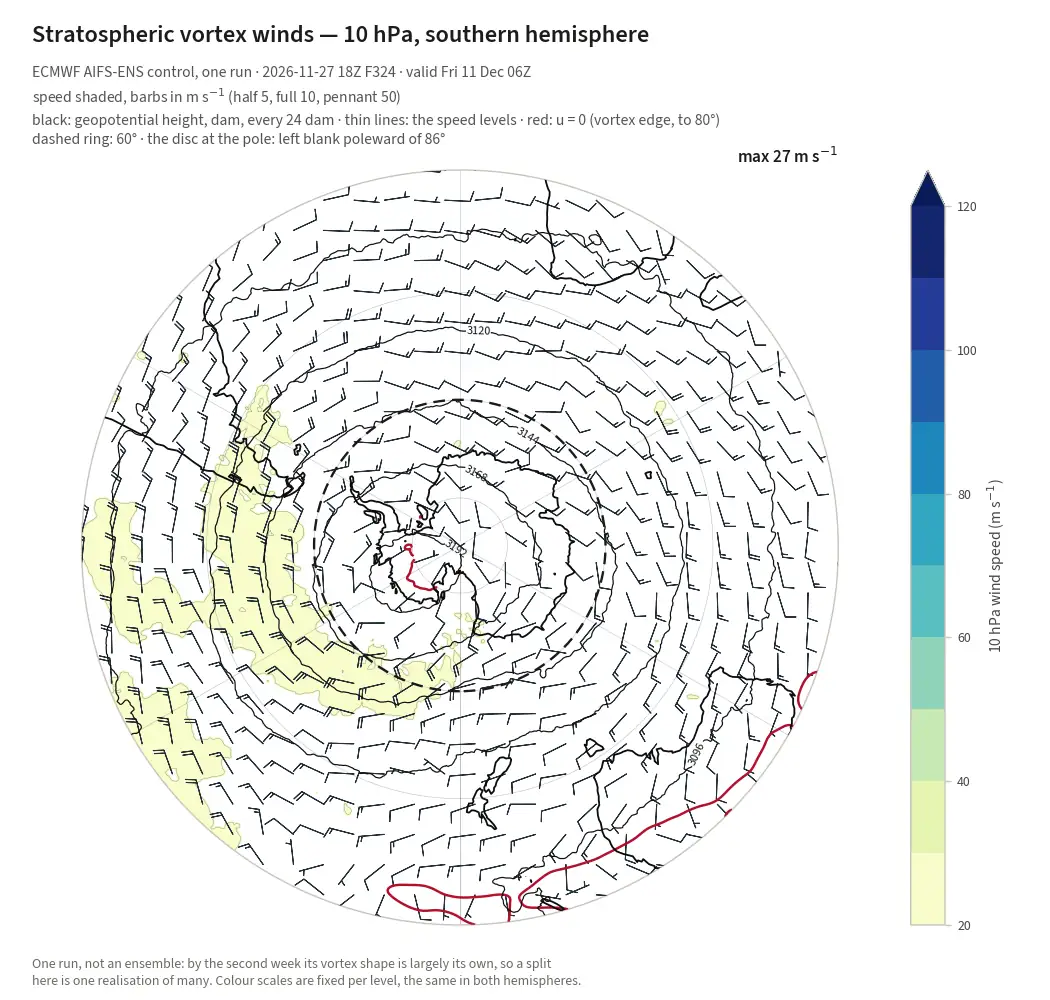 Stratospheric vortex winds — 10 hPa, southern hemisphere
ECMWF AIFS-ENS control, one run · 2026-11-27 18Z F324 · valid Fri 11 Dec 06Z
speed shaded, barbs in m s⁻¹ (half 5, full 10, pennant 50)
black: geopotential height, dam, every 24 dam · thin lines: the speed levels · red: u = 0 (vortex edge, to 80°)
dashed ring: 60° · the disc at the pole: left blank poleward of 86°
max 27 m s⁻¹
120
100
80
60
40
20
10 hPa wind speed (m s⁻¹)
3120
3144
3168
3192
3096
One run, not an ensemble: by the second week its vortex shape is largely its own, so a split
here is one realisation of many. Colour scales are fixed per level, the same in both hemispheres.